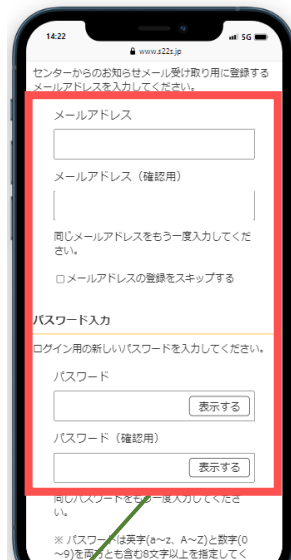 14:22
5G
www.s22s.jp
センターからのお知らせメール受け取り用に登録する
メールアドレスを入力してください。
メールアドレス
メールアドレス（確認用）
同じメールアドレスをもう一度入力してくだ
さい。
メールアドレスの登録をスキップする
パスワード入力
ログイン用の新しいパスワードを入力してください。
パスワード
表示する
パスワード（確認用）
表示する
同じパスワードをもう一度入力してくださ
い。
※ パスワードは英字(a～z、A～Z)と数字(0
～9)を両方とも含む8文字以上を指定してく